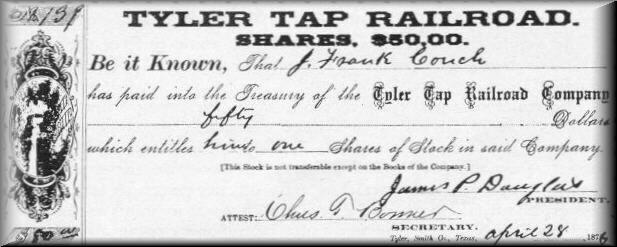 TYLER TAP RAILROAD.
SHARES, $50,00.
Be it Known, That J. Frank Couch
has paid into the Treasury of the Tyler Tap Railroad Company
fifty Dollars
which entitles him to one Shares of Stock in said Company.
[This Stock is not transferable except on the Books of the Company.]
James P. Douglas
PRESIDENT.
ATTEST: Chas. T. Bonner
SECRETARY.
Tyler, Smith Co., Texas, april 28 187